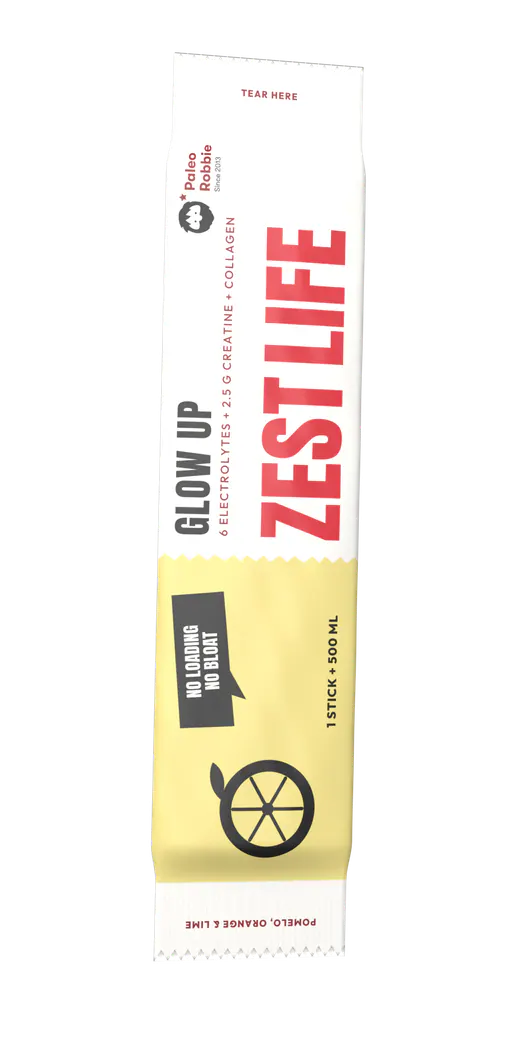 TEAR HERE
Paleo
Robbie
Since 2013
GLOW UP
6 ELECTROLYTES + 2.5 G CREATINE + COLLAGEN
ZEST LIFE
NO LOADING
NO BLOAT
1 STICK + 500 ML
POMELO, ORANGE & LIME